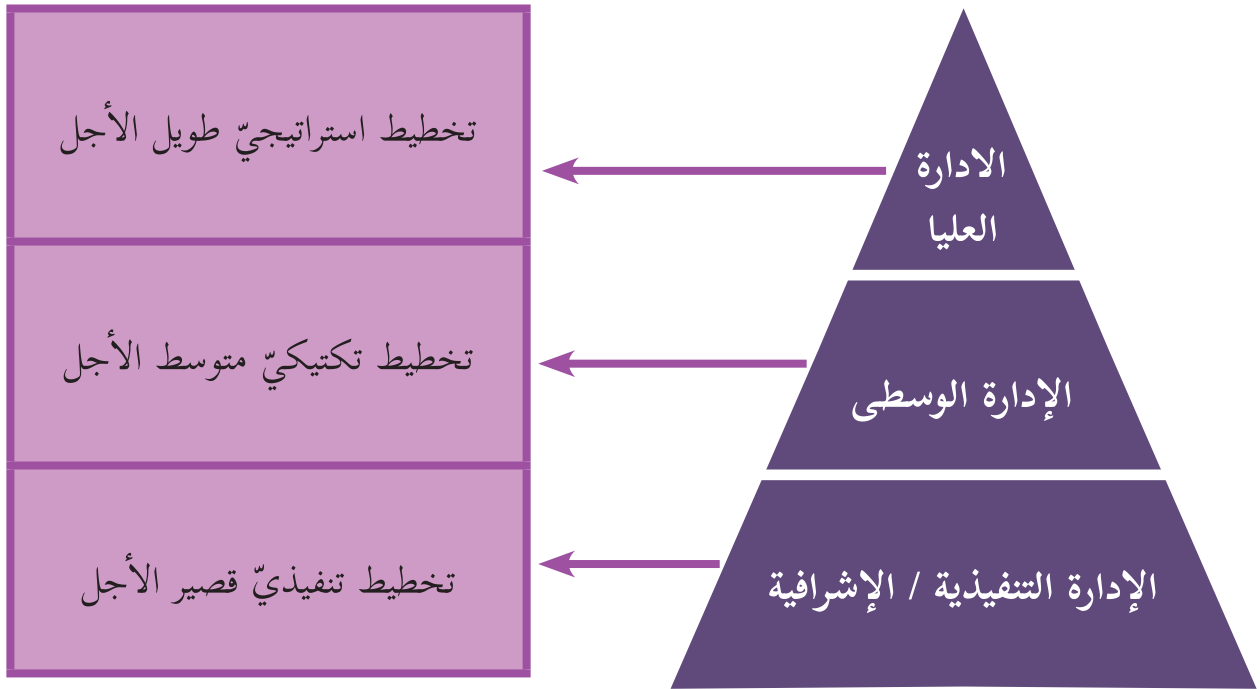 الادارة
العليا
تخطيط استراتيجيّ طويل الأجل
الإدارة الوسطى
تخطيط تكتيكيّ متوسط الأجل
الإدارة التنفيذية / الإشرافية
تخطيط تنفيذيّ قصير الأجل